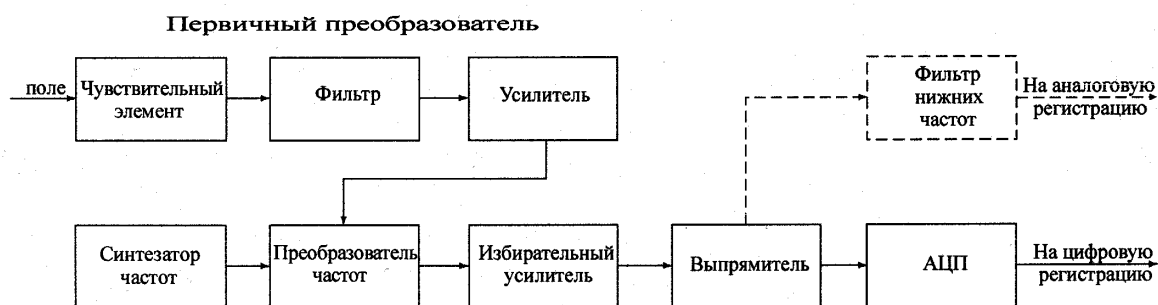 Первичный преобразователь
поле
Чувствительный
элемент
Фильтр
Усилитель
Фильтр
нижних
частот
На аналоговую
регистрацию
Синтезатор
частот
Преобразователь
частот
Избирательный
усилитель
Выпрямитель
АЦП
На цифровую
регистрацию